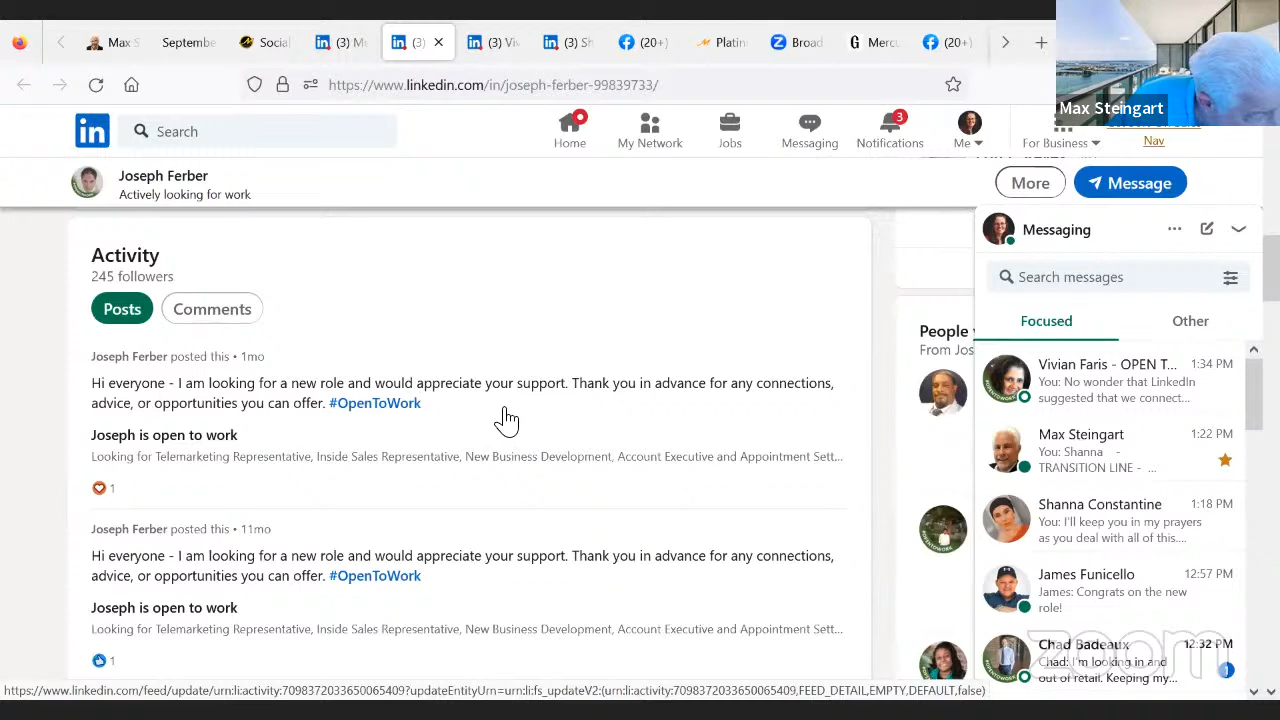 Max S
Septembe
Social
(3) M
(3)
(3) Vi
(3) Sh
(20+)
Platin
Broad
Mercu
(20+)
https://www.linkedin.com/in/joseph-ferber-99839733/
Max Steingart
Search
Home
My Network
Jobs
Messaging
3
Notifications
Me
For Business
Nav
Joseph Ferber
Actively looking for work
More
Message
Activity
245 followers
Posts
Comments
Joseph Ferber posted this • 1mo
Hi everyone - I am looking for a new role and would appreciate your support. Thank you in advance for any connections,
advice, or opportunities you can offer. #OpenToWork
Joseph is open to work
Looking for Telemarketing Representative, Inside Sales Representative, New Business Development, Account Executive and Appointment Sett...
1
Joseph Ferber posted this • 11mo
Hi everyone - I am looking for a new role and would appreciate your support. Thank you in advance for any connections,
advice, or opportunities you can offer. #OpenToWork
Joseph is open to work
Looking for Telemarketing Representative, Inside Sales Representative, New Business Development, Account Executive and Appointment Sett...
1
People
From Jos
Messaging
Search messages
Focused
Other
Vivian Faris - OPEN T... 1:34 PM
You: No wonder that LinkedIn
suggested that we connect...
Max Steingart 1:22 PM
You: Shanna -
TRANSITION LINE - ...
Shanna Constantine 1:18 PM
You: I'll keep you in my prayers
as you deal with all of this....
James Funicello 12:57 PM
James: Congrats on the new
role!
Chad Badeaux 12:32 PM
Chad: I'm looking in and
out of retail. Keeping my...
1
zoom
https://www.linkedin.com/feed/update/urn:li:activity:7098372033650065409?updateEntityUrn=urn:li:fs_updateV2:(urn:li:activity:7098372033650065409,FEED_DETAIL,EMPTY,DEFAULT,false)